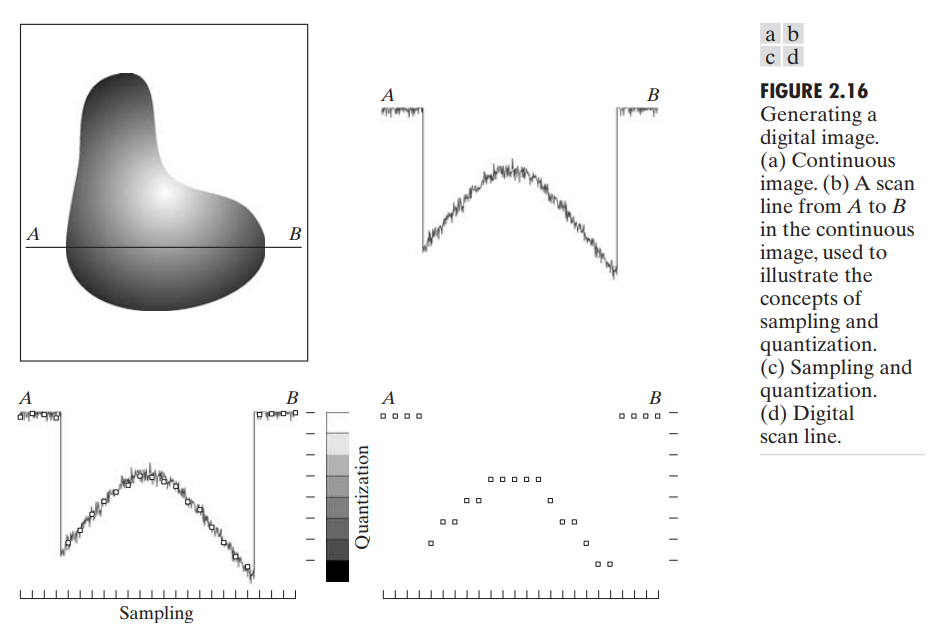 A
B
A
B
A
B
Quantization
Sampling
A
B
a b
c d
FIGURE 2.16
Generating a
digital image.
(a) Continuous
image. (b) A scan
line from A to B
in the continuous
image, used to
illustrate the
concepts of
sampling and
quantization.
(c) Sampling and
quantization.
(d) Digital
scan line.